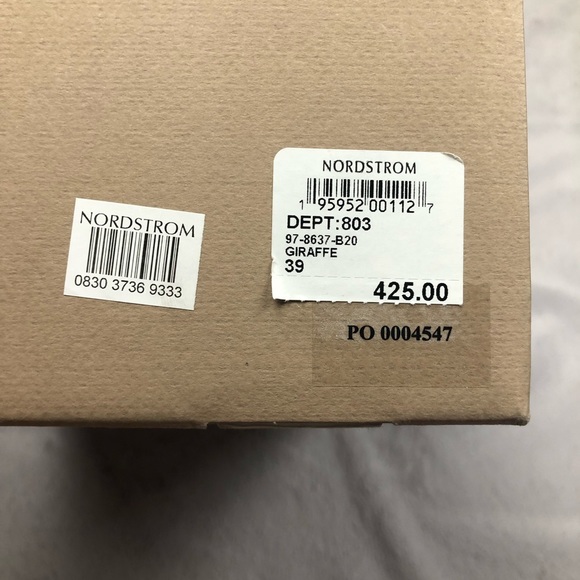 NORDSTROM
1 95952 00112 7
DEPT:803
97-8637-B20
GIRAFFE
39
425.00
NORDSTROM
0830 3736 9333
PO 0004547